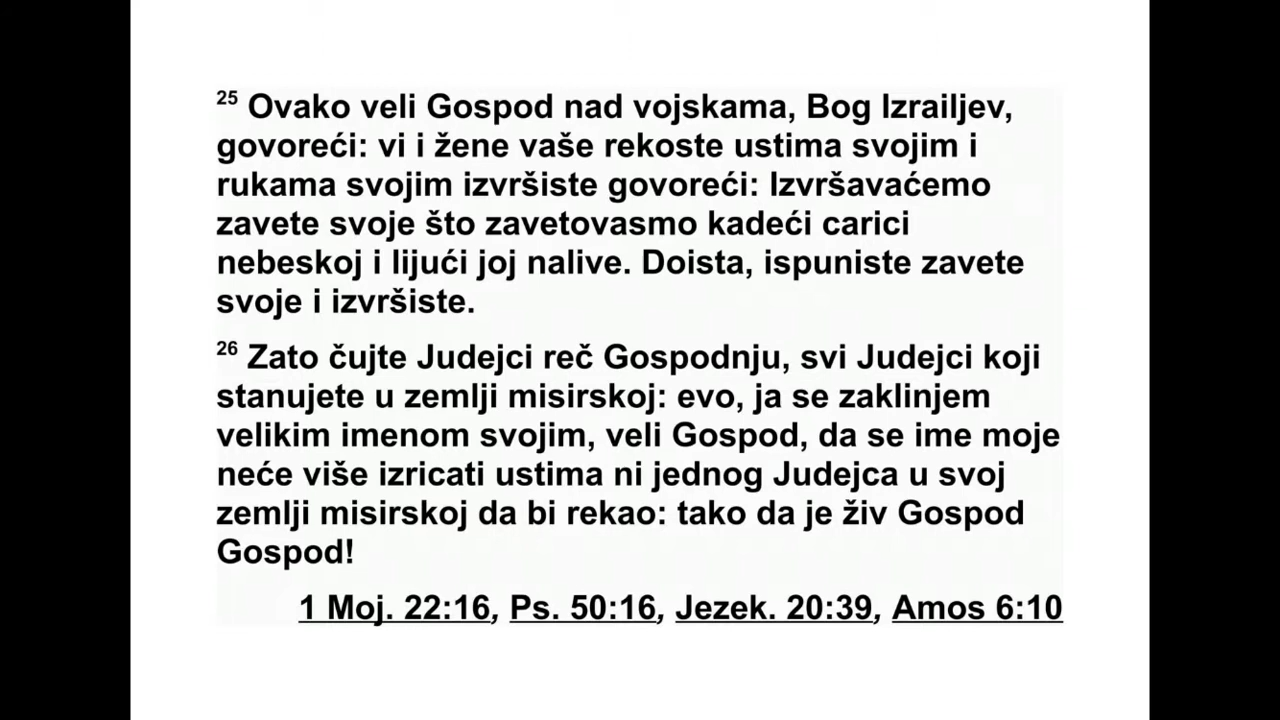 25 Ovako veli Gospod nad vojskama, Bog Izrailjev,
govoreći: vi i žene vaše rekoste ustima svojim i
rukama svojim izvršiste govoreći: Izvršavaćemo
zavete svoje što zavetovasmo kadeći carici
nebeskoj i lijući joj nalive. Doista, ispuniste zavete
svoje i izvršiste.
26 Zato čujte Judejci reč Gospodnju, svi Judejci koji
stanujete u zemlji misirskoj: evo, ja se zaklinjem
velikim imenom svojim, veli Gospod, da se ime moje
neće više izricati ustima ni jednog Judejca u svoj
zemlji misirskoj da bi rekao: tako da je živ Gospod
Gospod!
1 Moj. 22:16, Ps. 50:16, Jezek. 20:39, Amos 6:10